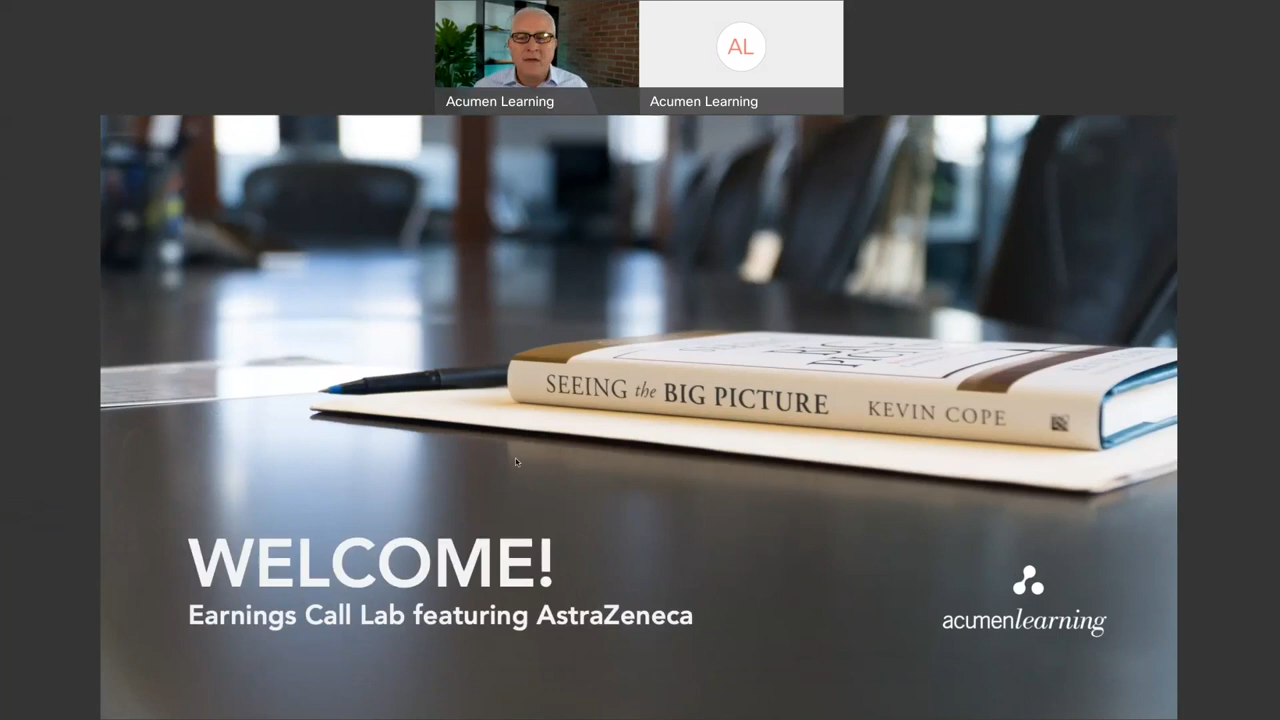 Acumen Learning
AL
Acumen Learning
SEEING the BIG PICTURE KEVIN COPE
WELCOME!
Earnings Call Lab featuring AstraZeneca
acumenlearning